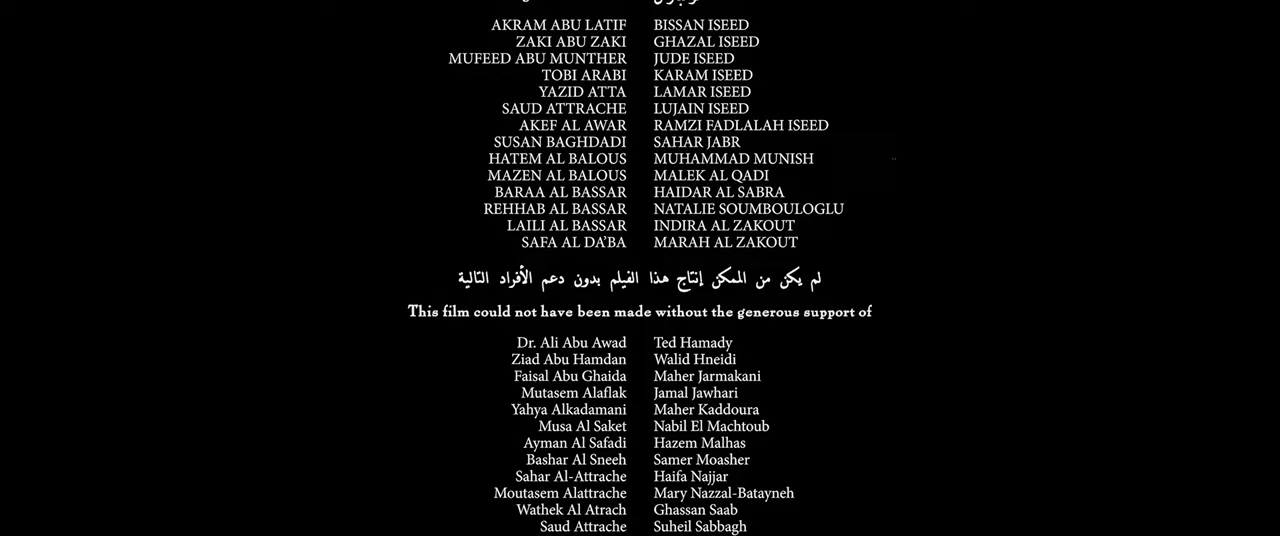 AKRAM ABU LATIF BISSAN ISEED
ZAKI ABU ZAKI GHAZAL ISEED
MUFEED ABU MUNTHER JUDE ISEED
TOBI ARABI KARAM ISEED
YAZID ATTA LAMAR ISEED
SAUD ATTRACHE LUJAIN ISEED
AKEF AL AWAR RAMZI FADLALAH ISEED
SUSAN BAGHDADI SAHAR JABR
HATEM AL BALOUS MUHAMMAD MUNISH
MAZEN AL BALOUS MALEK AL QADI
BARAA AL BASSAR HAIDAR AL SABRA
REHHAB AL BASSAR NATALIE SOUMBOULOGLU
LAILI AL BASSAR INDIRA AL ZAKOUT
SAFA AL DA'BA MARAH AL ZAKOUT
لم يكن من الممكن إنتاج هذا الفيلم بدون دعم الأفراد التالية
This film could not have been made without the generous support of
Dr. Ali Abu Awad Ted Hamady
Ziad Abu Hamdan Walid Hneidi
Faisal Abu Ghaida Maher Jarmakani
Mutasem Alaflak Jamal Jawhari
Yahya Alkadamani Maher Kaddoura
Musa Al Saket Nabil El Machtoub
Ayman Al Safadi Hazem Malhas
Bashar Al Sneeh Samer Moasher
Sahar Al-Attrache Haifa Najjar
Moutasem Alattrache Mary Nazzal-Batayneh
Wathek Al Atrach Ghassan Saab
Saud Attrache Suheil Sabbagh